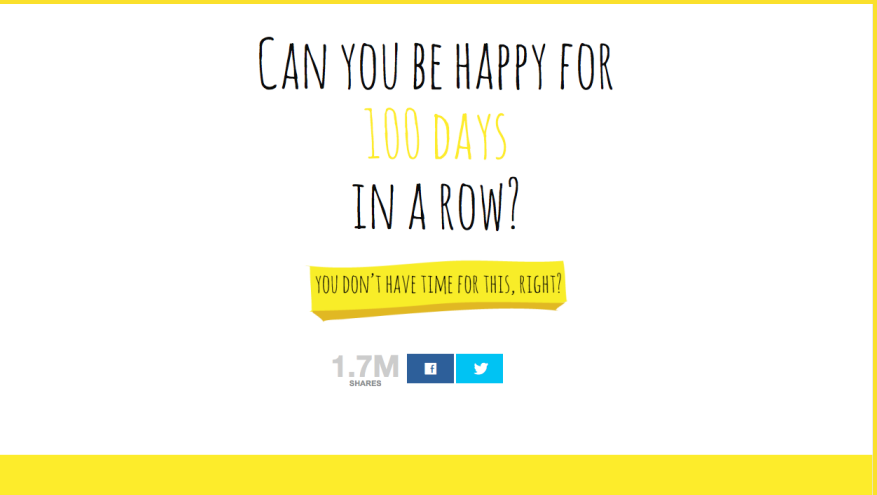 Can you be happy for
100 days
in a row?
you don't have time for this, right?
1.7M
SHARES